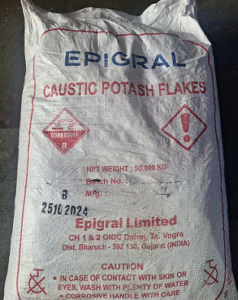 EPIGRAL
CAUSTIC POTASH FLAKES
CORROSIVE
8
NET WEIGHT : 50.000 KG
Batch No. :
8
2510 2024
Epigral Limited
CH 1 & 2 GIDC Dahej, Ta. Vagra
Dist. Bharuch - 392 130, Gujarat (INDIA)
CAUTION
• IN CASE OF CONTACT WITH SKIN OR
EYES, WASH WITH PLENTY OF WATER
• CORROSIVE HANDLE WITH CARE